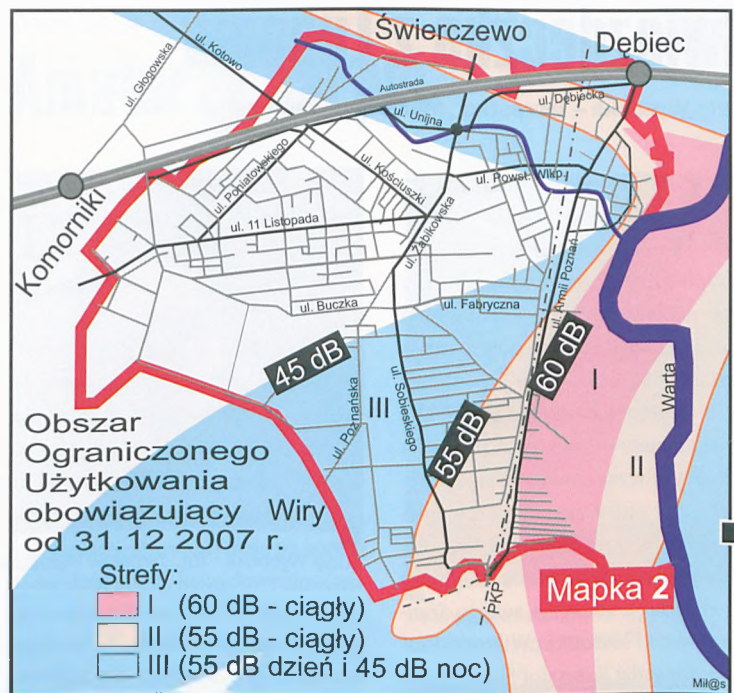 Świerczewo
Dębiec
ul. Kołowo
ul. Głogowska
Autostrada
ul. Dębiecka
ul. Unijna
ul. Poniatowskiego
ul. Kościuszki
ul. Powst. Wlkp.
Komorniki
ul. 11 Listopada
ul. Żabikowska
ul. Buczka
ul. Fabryczna
ul. Armii Poznań
45 dB
60 dB
I
Warta
III
ul. Poznańska
ul. Sobieskiego
55 dB
II
Obszar
Ograniczonego
Użytkowania
obowiązujący
od 31.12 2007 r.
Wiry
PKP
Mapka 2
Strefy:
I (60 dB - ciągły)
II (55 dB - ciągły)
III (55 dB dzień i 45 dB noc)
Mił@s